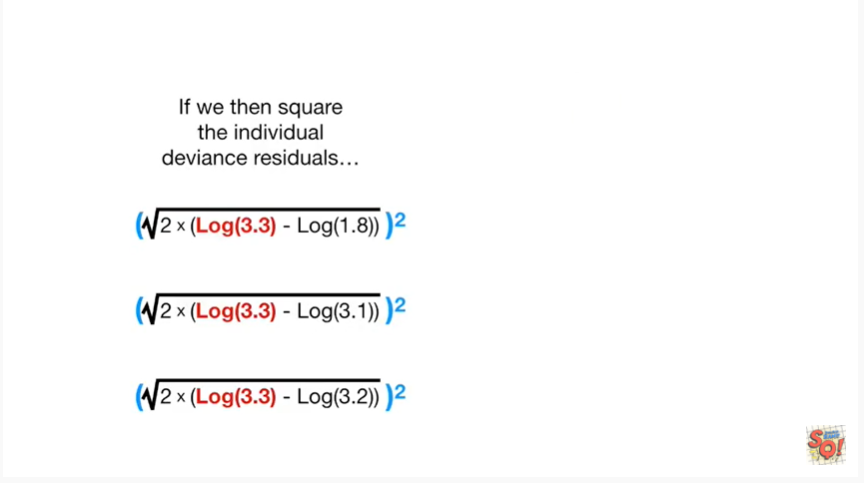 If we then square
the individual
deviance residuals...
(√2 × (Log(3.3) - Log(1.8)) )²
(√2 × (Log(3.3) - Log(3.1)) )²
(√2 × (Log(3.3) - Log(3.2)) )²
SQ!